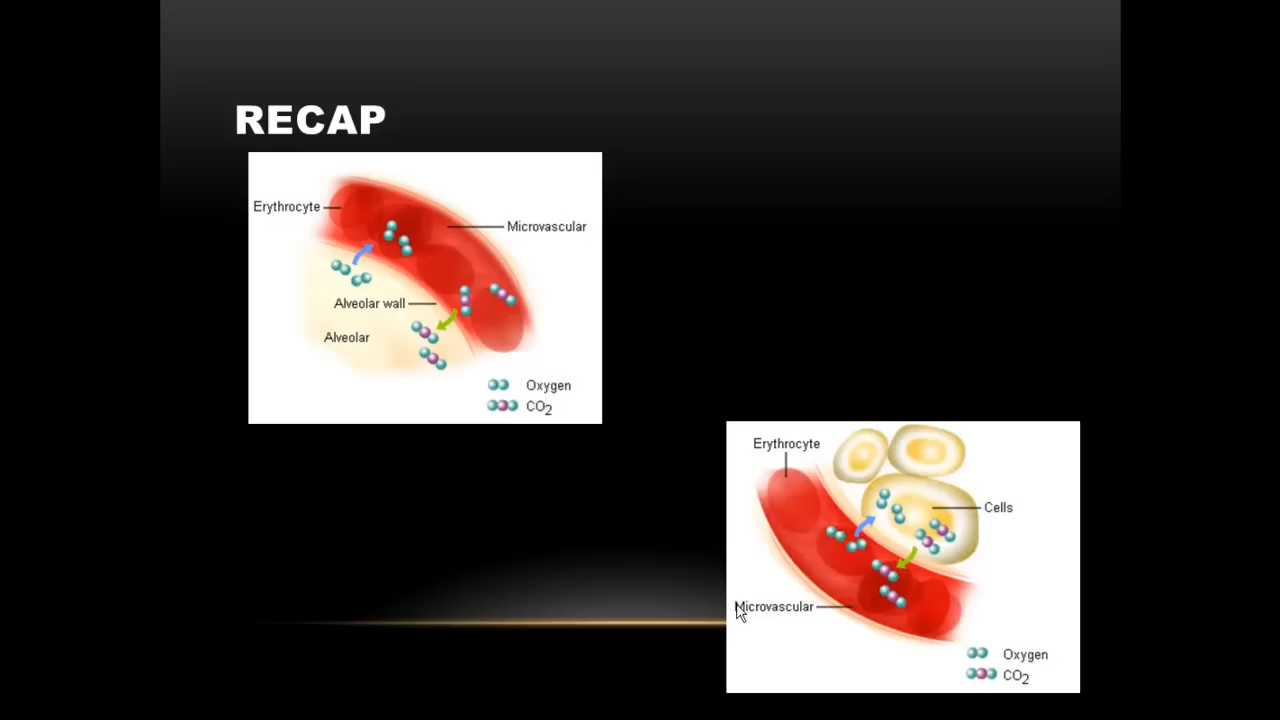 RECAP
Erythrocyte
Microvascular
Alveolar wall
Alveolar
Oxygen
CO2
Erythrocyte
Cells
Microvascular
Oxygen
CO2